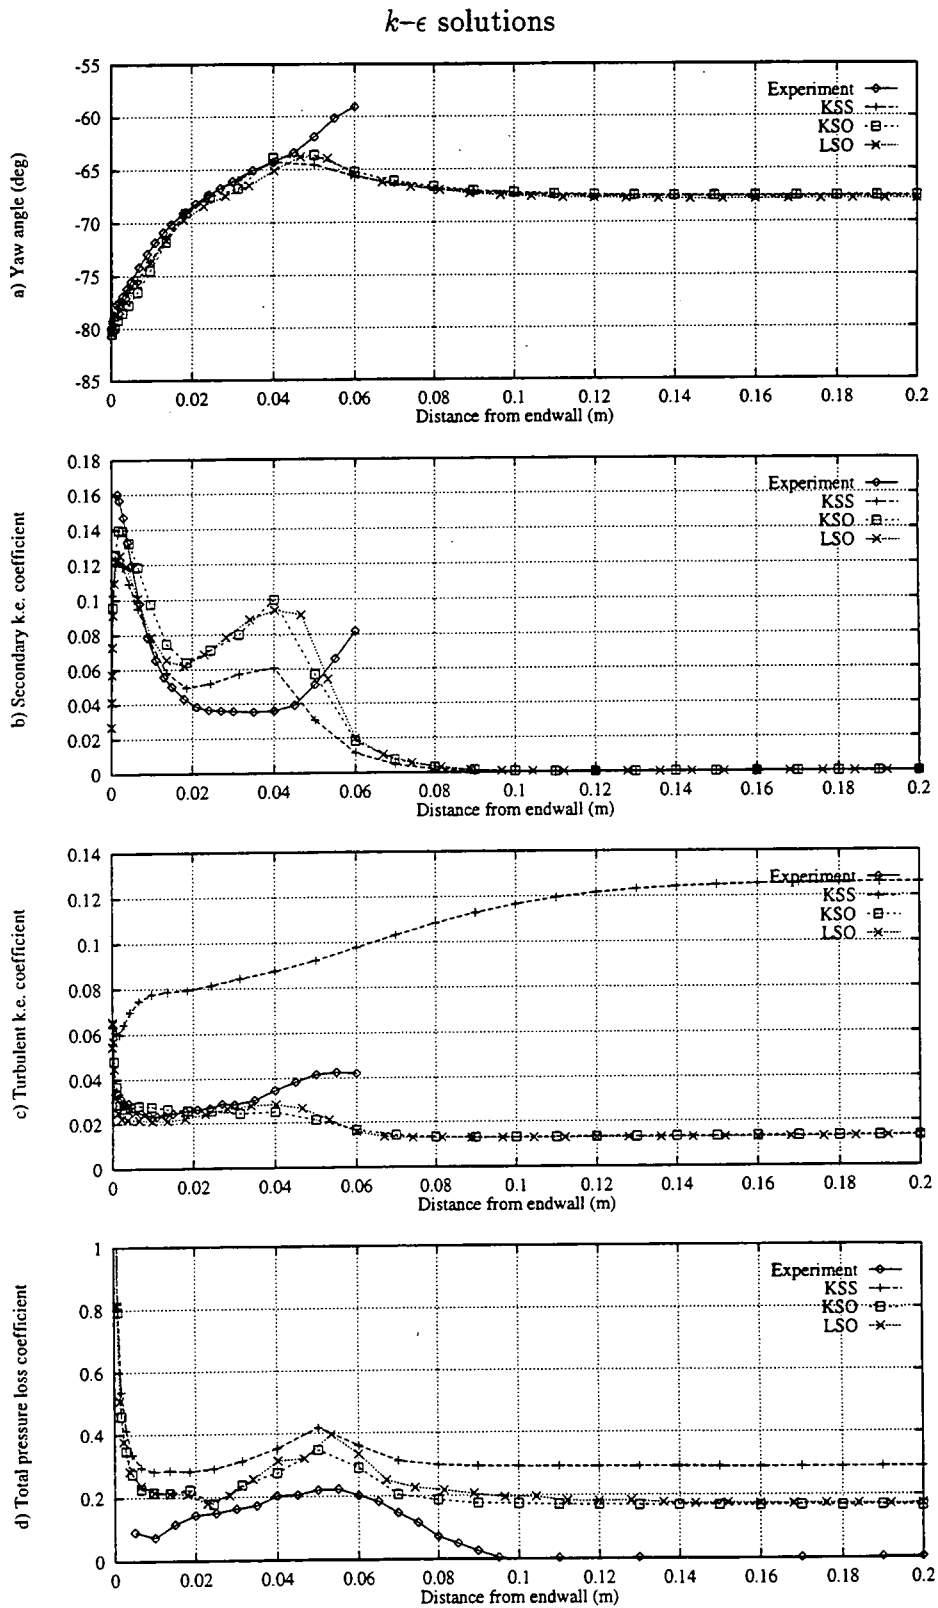 k–ϵ solutions
a) Yaw angle (deg)
-55
-60
-65
-70
-75
-80
-85
Experiment
KSS
KSO
LSO
0 0.02 0.04 0.06 0.08 0.1 0.12 0.14 0.16 0.18 0.2
Distance from endwall (m)
b) Secondary k.e. coefficient
0.18
0.16
0.14
0.12
0.1
0.08
0.06
0.04
0.02
0
Experiment
KSS
KSO
LSO
0 0.02 0.04 0.06 0.08 0.1 0.12 0.14 0.16 0.18 0.2
Distance from endwall (m)
c) Turbulent k.e. coefficient
0.14
0.12
0.1
0.08
0.06
0.04
0.02
0
Experiment
KSS
KSO
LSO
0 0.02 0.04 0.06 0.08 0.1 0.12 0.14 0.16 0.18 0.2
Distance from endwall (m)
d) Total pressure loss coefficient
1
0.8
0.6
0.4
0.2
0
Experiment
KSS
KSO
LSO
0 0.02 0.04 0.06 0.08 0.1 0.12 0.14 0.16 0.18 0.2
Distance from endwall (m)